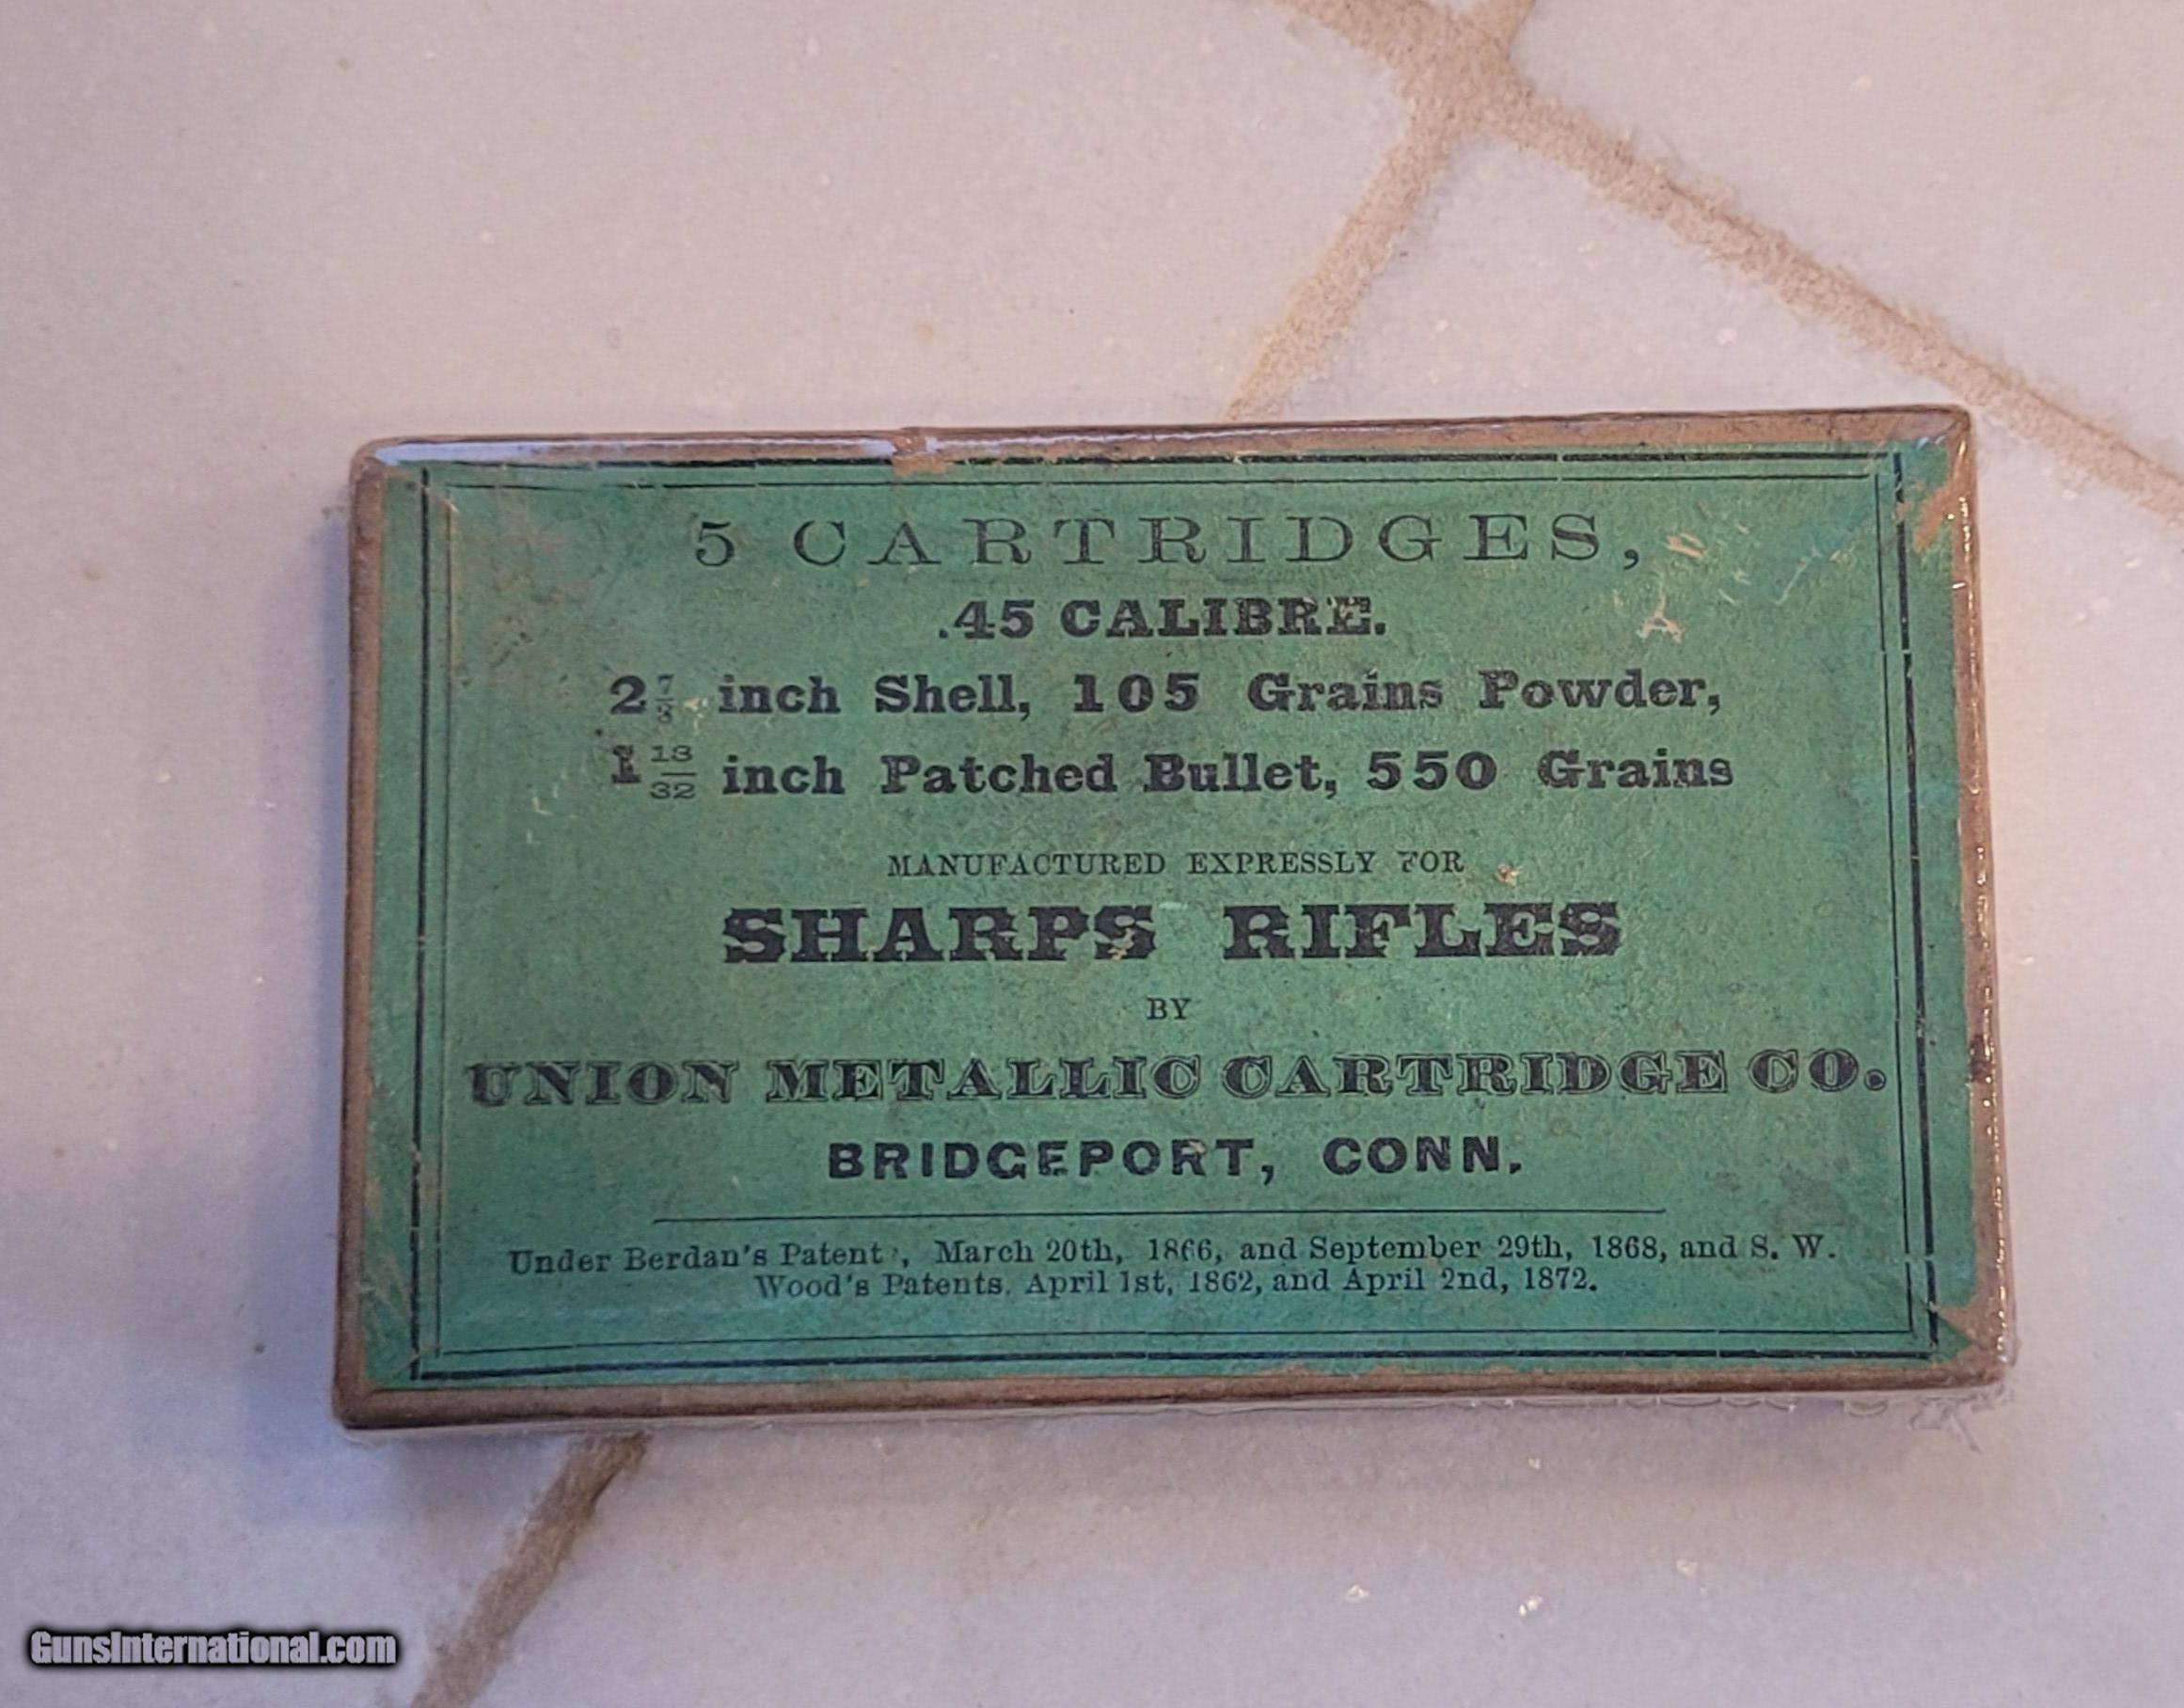 5 CARTRIDGES,
.45 CALIBRE.
2 7/8 inch Shell, 105 Grains Powder,
1 13/32 inch Patched Bullet, 550 Grains
MANUFACTURED EXPRESSLY FOR
SHARPS RIFLES
BY
UNION METALLIC CARTRIDGE CO.
BRIDGEPORT, CONN.
Under Berdan's Patent , March 20th, 1866, and September 29th, 1868, and S. W.
Wood's Patents. April 1st, 1862, and April 2nd, 1872.
GunsInternational.com